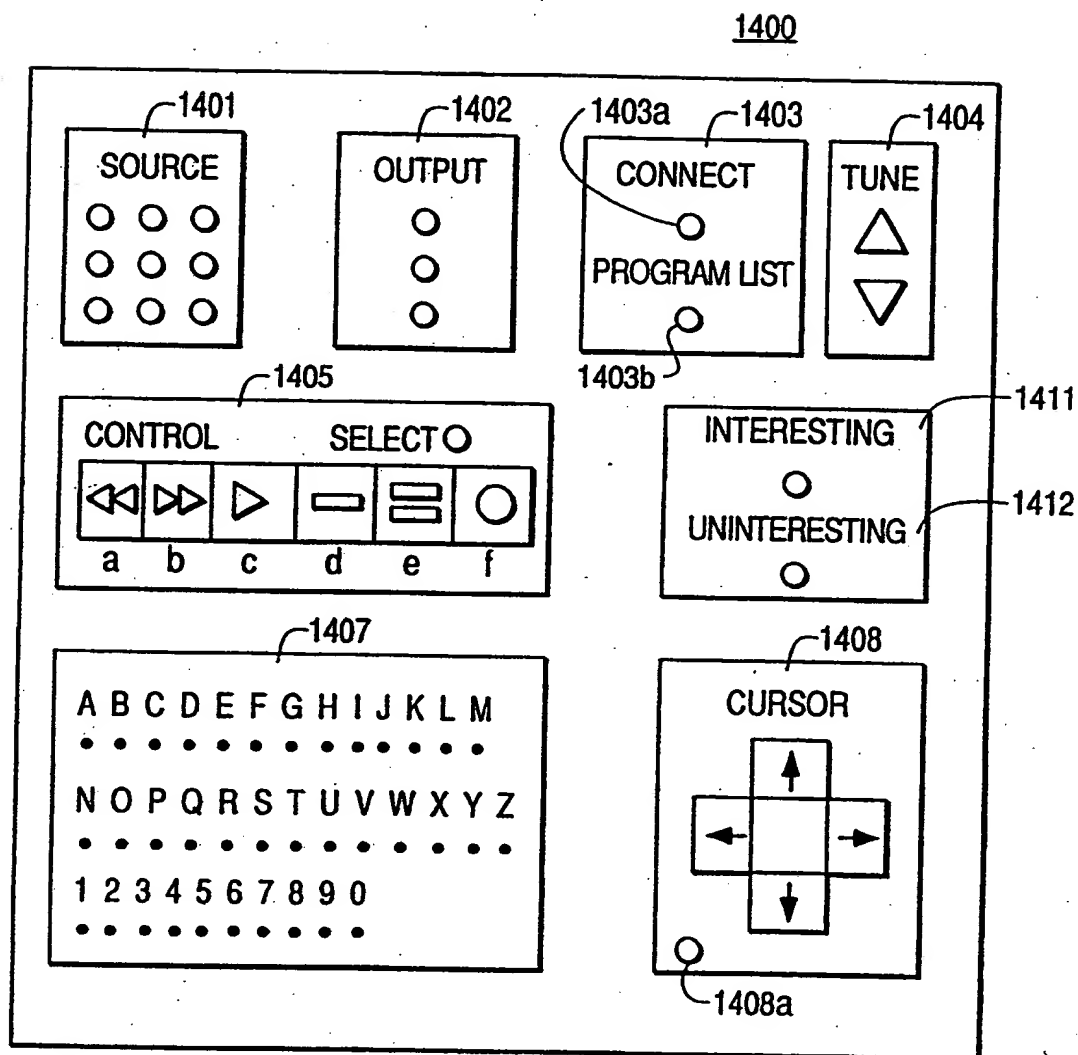 1400
1401
1402
1403a
1403
1404
SOURCE
OUTPUT
CONNECT
TUNE
PROGRAM LIST
1403b
1405
1411
CONTROL
SELECT
INTERESTING
1412
UNINTERESTING
a b c d e f
1407
1408
A B C D E F G H I J K L M
CURSOR
N O P Q R S T U V W X Y Z
1 2 3 4 5 6 7 8 9 0
1408a